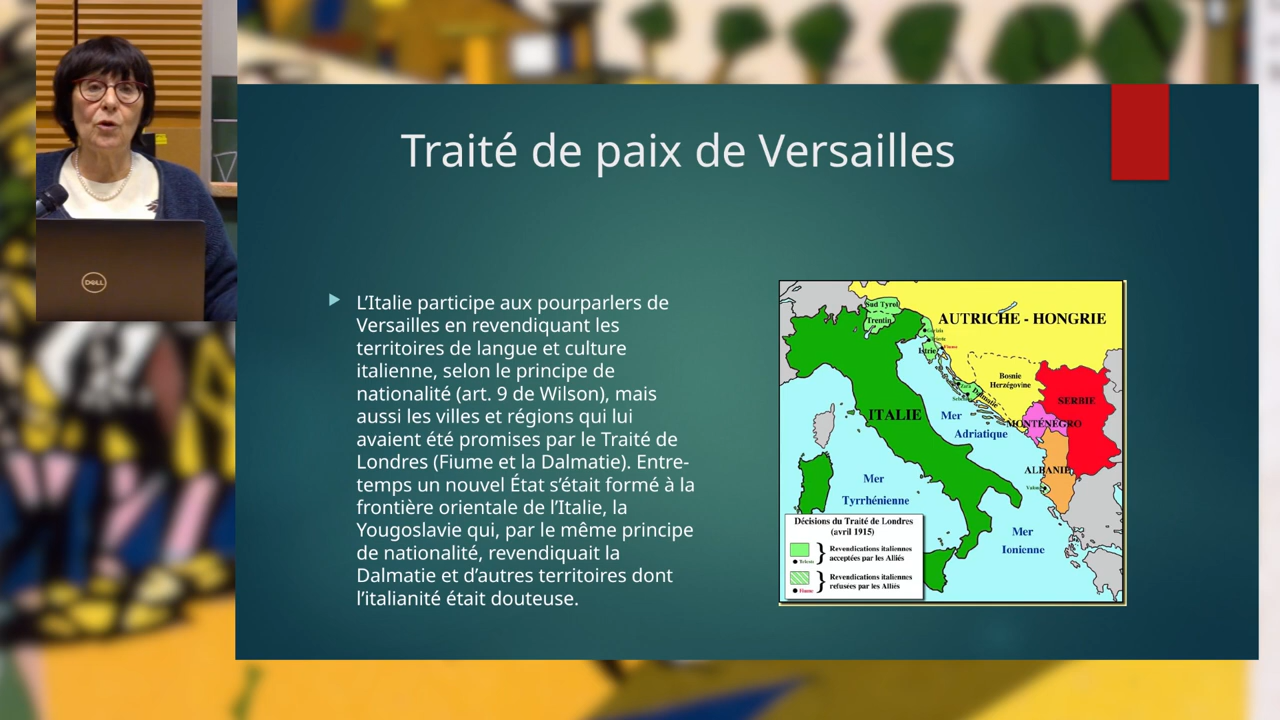 Traité de paix de Versailles
L'Italie participe aux pourparlers de
Versailles en revendiquant les
territoires de langue et culture
italienne, selon le principe de
nationalité (art. 9 de Wilson), mais
aussi les villes et régions qui lui
avaient été promises par le Traité de
Londres (Fiume et la Dalmatie). Entre-
temps un nouvel État s'était formé à la
frontière orientale de l'Italie, la
Yougoslavie qui, par le même principe
de nationalité, revendiquait la
Dalmatie et d'autres territoires dont
l'italianité était douteuse.
Sud Tyrol
Trentin
AUTRICHE - HONGRIE
Istrie
Bosnie
Herzégovine
Dalmatie
SERBIE
ITALIE
Mer
Adriatique
MONTÉNÉGRO
ALBANIE
Mer
Tyrrhénienne
Mer
Ionienne
Décisions du Traité de Londres
(avril 1915)
Revendications italiennes
acceptées par les Alliés
Revendications italiennes
refusées par les Alliés
Fiume
DELL